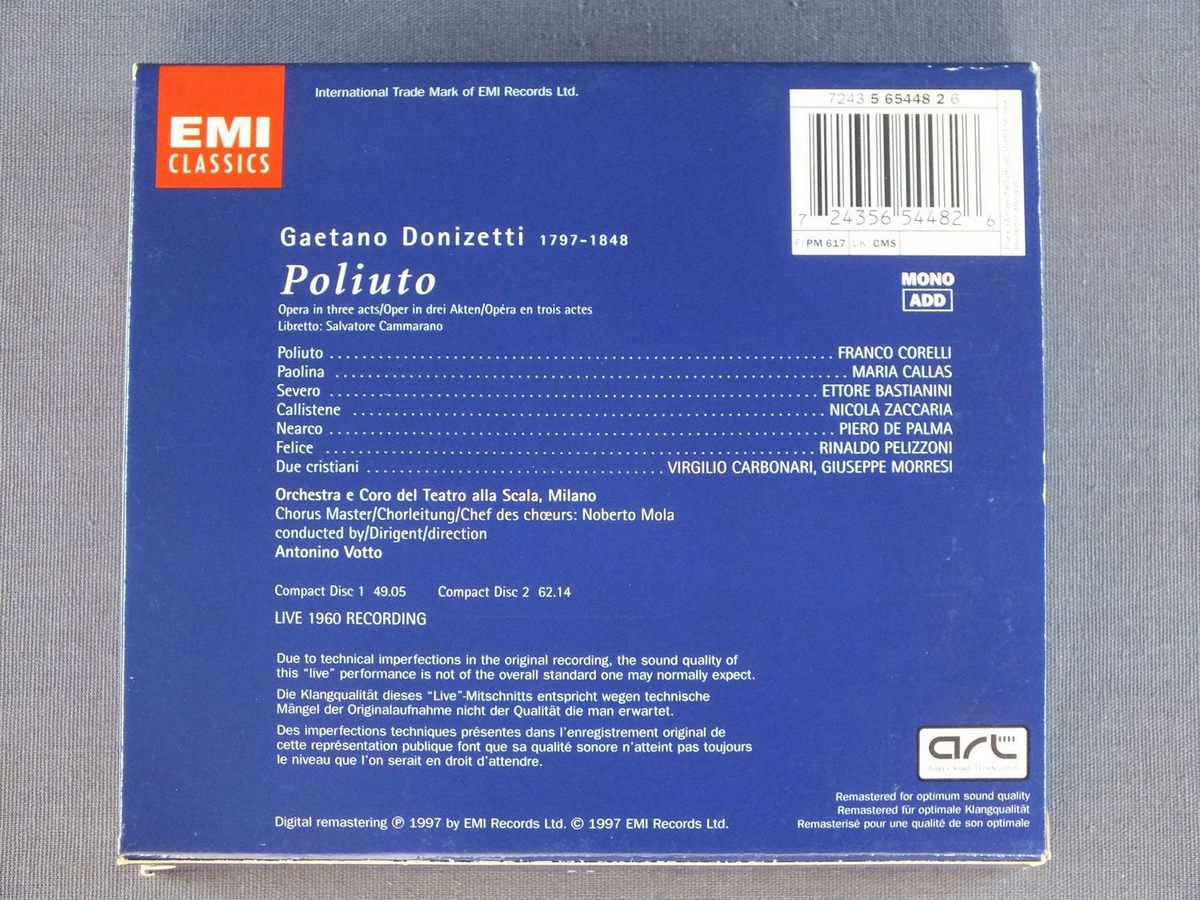 International Trade Mark of EMI Records Ltd.
EMI
CLASSICS
7243 5 65448 2 6
7 24356 54482 6
F: PM 617 UK: CMS
Gaetano Donizetti 1797-1848
Poliuto
MONO
ADD
Opera in three acts/Oper in drei Akten/Opéra en trois actes
Libretto: Salvatore Cammarano
Poliuto FRANCO CORELLI
Paolina MARIA CALLAS
Severo ETTORE BASTIANINI
Callistene NICOLA ZACCARIA
Nearco PIERO DE PALMA
Felice RINALDO PELIZZONI
Due cristiani VIRGILIO CARBONARI, GIUSEPPE MORRESI
Orchestra e Coro del Teatro alla Scala, Milano
Chorus Master/Chorleitung/Chef des chœurs: Noberto Mola
conducted by/Dirigent/direction
Antonino Votto
Compact Disc 1 49.05 Compact Disc 2 62.14
LIVE 1960 RECORDING
Due to technical imperfections in the original recording, the sound quality of
this “live” performance is not of the overall standard one may normally expect.
Die Klangqualität dieses “Live”-Mitschnitts entspricht wegen technische
Mängel der Originalaufnahme nicht der Qualität die man erwartet.
Des imperfections techniques présentes dans l'enregistrement original de
cette représentation publique font que sa qualité sonore n'atteint pas toujours
le niveau que l'on serait en droit d'attendre.
art
ABBEY ROAD TECHNOLOGY
Remastered for optimum sound quality
Remastered für optimale Klangqualität
Remasterisé pour une qualité de son optimale
Digital remastering ℗ 1997 by EMI Records Ltd. © 1997 EMI Records Ltd.